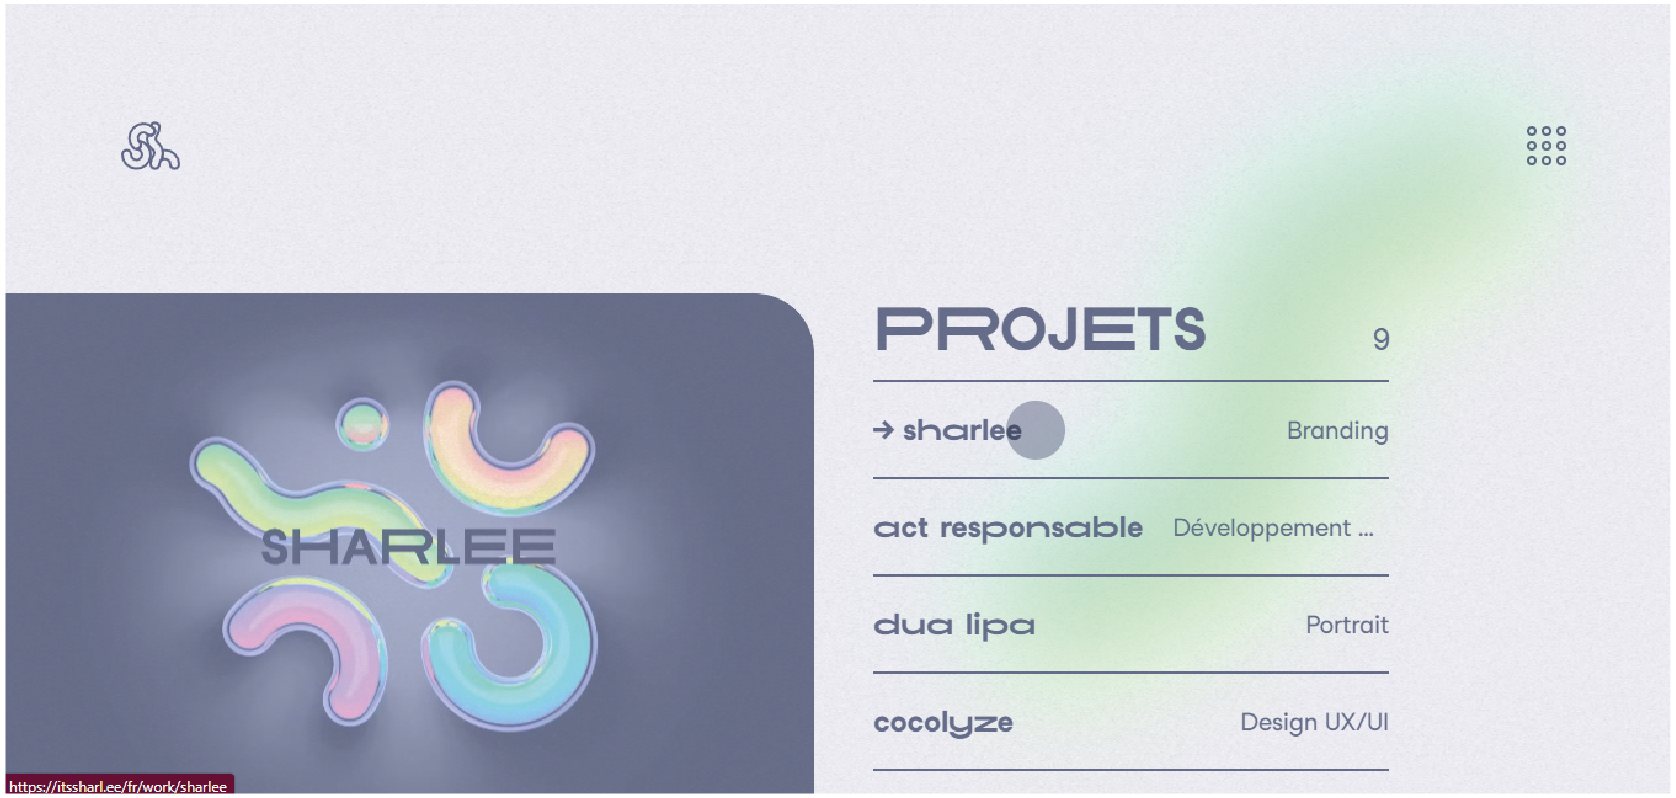 Sh
PROJETS 9
→ sharlee Branding
act responsable Développement ...
dua lipa Portrait
cocolyze Design UX/UI
SHARLEE
https://itssharl.ee/fr/work/sharlee